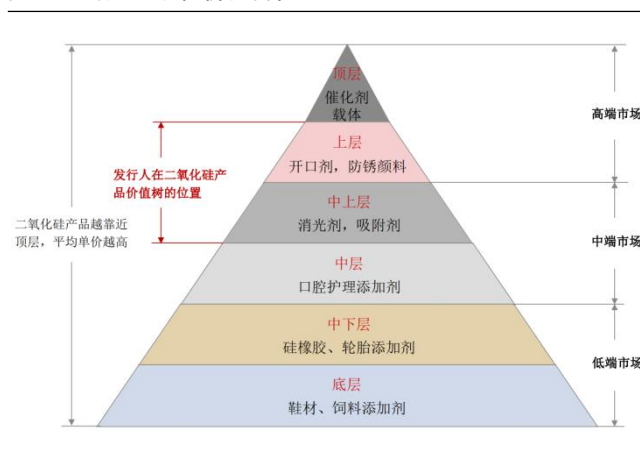 顶层
催化剂
载体
高端市场
上层
开口剂，防锈颜料
发行人在二氧化硅产
品价值树的位置
中上层
消光剂，吸附剂
二氧化硅产品越靠近
顶层，平均单价越高
中端市场
中层
口腔护理添加剂
中下层
硅橡胶、轮胎添加剂
低端市场
底层
鞋材、饲料添加剂